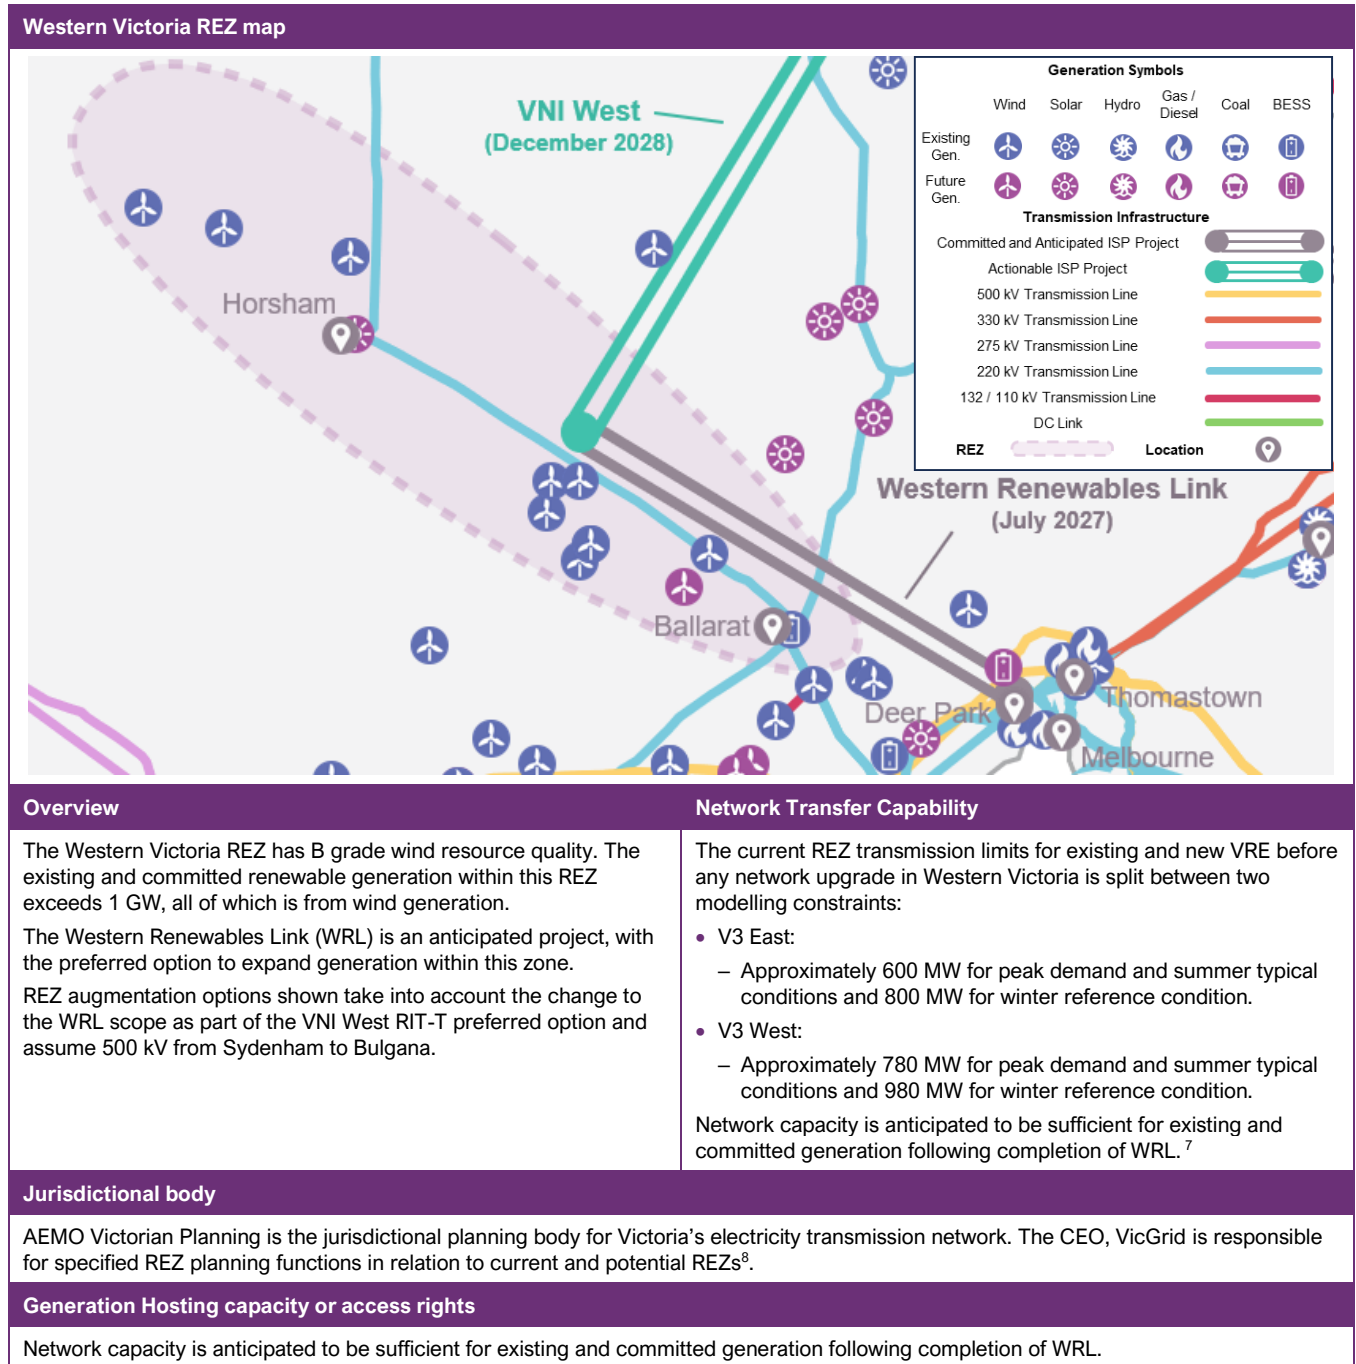 Western Victoria REZ map
VNI West
(December 2028)
Horsham
Ballarat
Western Renewables Link
(July 2027)
Deer Park
Thomastown
Melbourne
Generation Symbols
Wind Solar Hydro Gas / Diesel Coal BESS
Existing Gen.
Future Gen.
Transmission Infrastructure
Committed and Anticipated ISP Project
Actionable ISP Project
500 kV Transmission Line
330 kV Transmission Line
275 kV Transmission Line
220 kV Transmission Line
132 / 110 kV Transmission Line
DC Link
REZ Location
Overview
The Western Victoria REZ has B grade wind resource quality. The
existing and committed renewable generation within this REZ
exceeds 1 GW, all of which is from wind generation.
The Western Renewables Link (WRL) is an anticipated project, with
the preferred option to expand generation within this zone.
REZ augmentation options shown take into account the change to
the WRL scope as part of the VNI West RIT-T preferred option and
assume 500 kV from Sydenham to Bulgana.
Network Transfer Capability
The current REZ transmission limits for existing and new VRE before
any network upgrade in Western Victoria is split between two
modelling constraints:
• V3 East:
– Approximately 600 MW for peak demand and summer typical
conditions and 800 MW for winter reference condition.
• V3 West:
– Approximately 780 MW for peak demand and summer typical
conditions and 980 MW for winter reference condition.
Network capacity is anticipated to be sufficient for existing and
committed generation following completion of WRL. 7
Jurisdictional body
AEMO Victorian Planning is the jurisdictional planning body for Victoria's electricity transmission network. The CEO, VicGrid is responsible
for specified REZ planning functions in relation to current and potential REZs8.
Generation Hosting capacity or access rights
Network capacity is anticipated to be sufficient for existing and committed generation following completion of WRL.